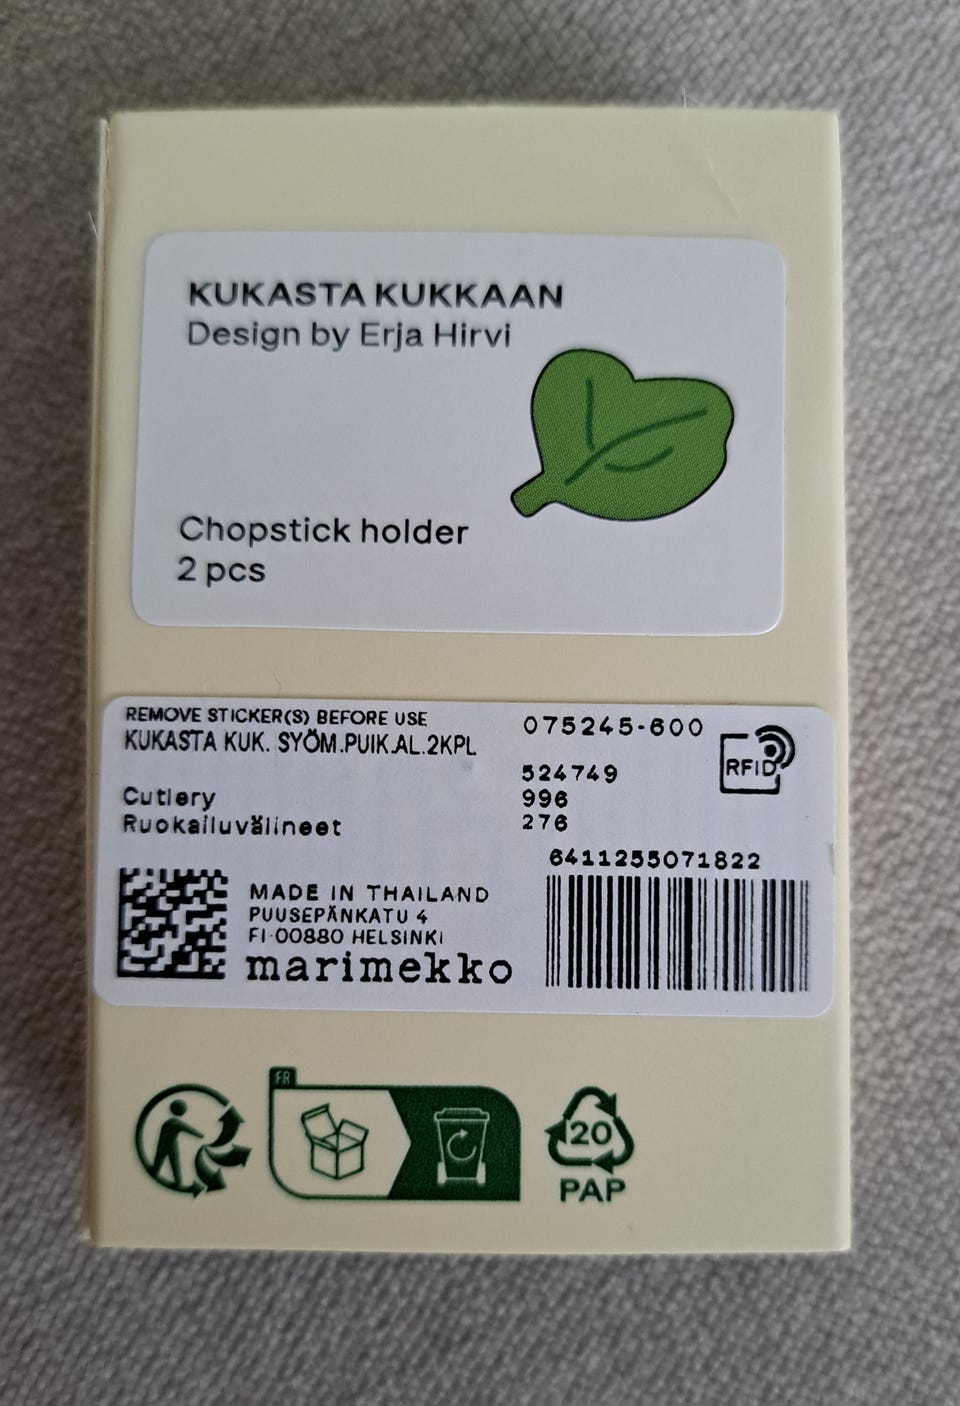 KUKASTA KUKKAAN
Design by Erja Hirvi
Chopstick holder
2 pcs
REMOVE STICKER(S) BEFORE USE
KUKASTA KUK. SYÖM.PUIK.AL.2KPL
075245-600
RFID
524749
Cutlery
996
Ruokailuvälineet
276
6411255071822
MADE IN THAILAND
PUUSEPÄNKATU 4
FI-00880 HELSINKI
marimekko
FR
20
PAP